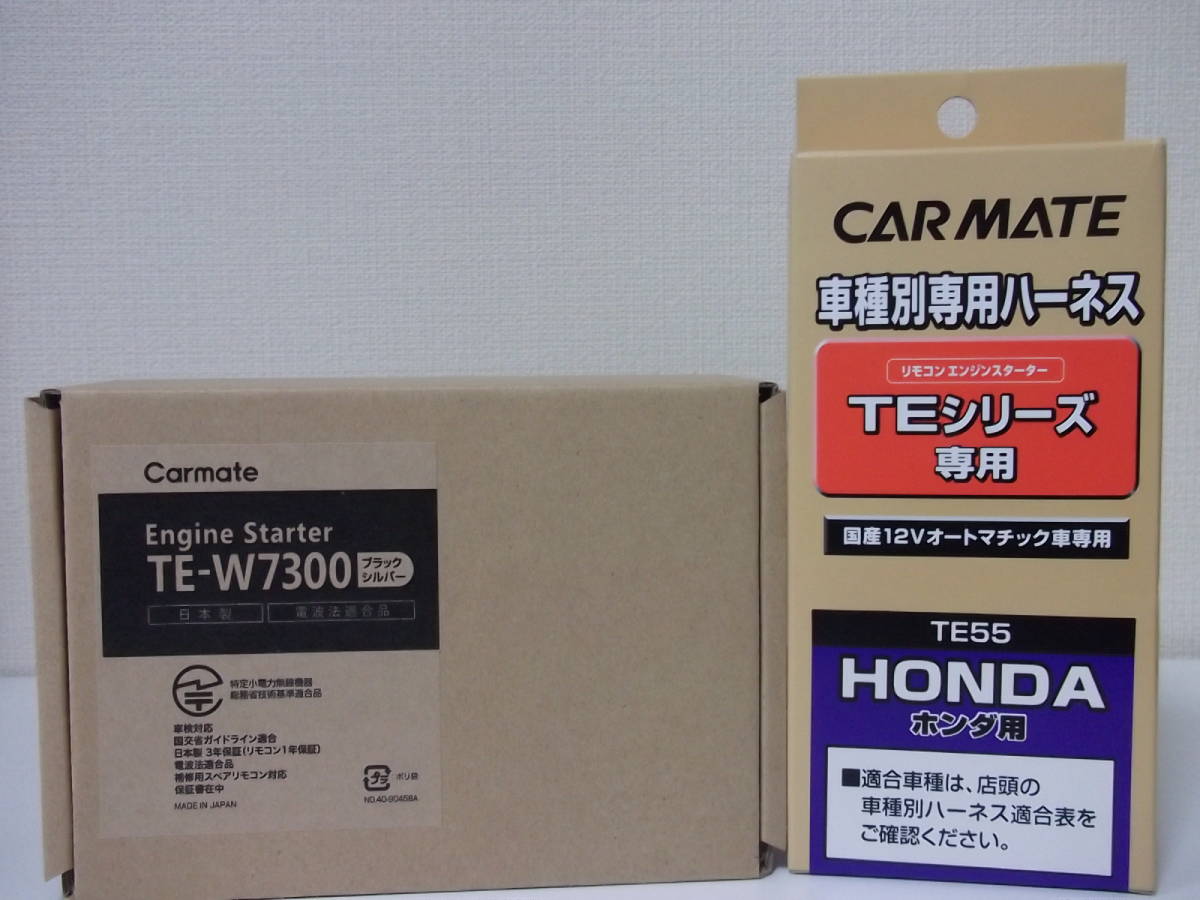 Carmate
Engine Starter
TE-W7300 ブラック シルバー
日本製 電波法適合品
特定小電力無線機器
総務省技術基準適合品
車検対応
国交省ガイドライン適合
日本製 3年保証(リモコン1年保証)
電波法適合品
補修用スペアリモコン対応
保証書在中
MADE IN JAPAN
プラ ポリ袋
NO.40-90458A
CARMATE
車種別専用ハーネス
リモコン エンジンスターター
TEシリーズ
専用
国産12Vオートマチック車専用
TE55
HONDA
ホンダ用
■適合車種は、店頭の
車種別ハーネス適合表を
ご確認ください。